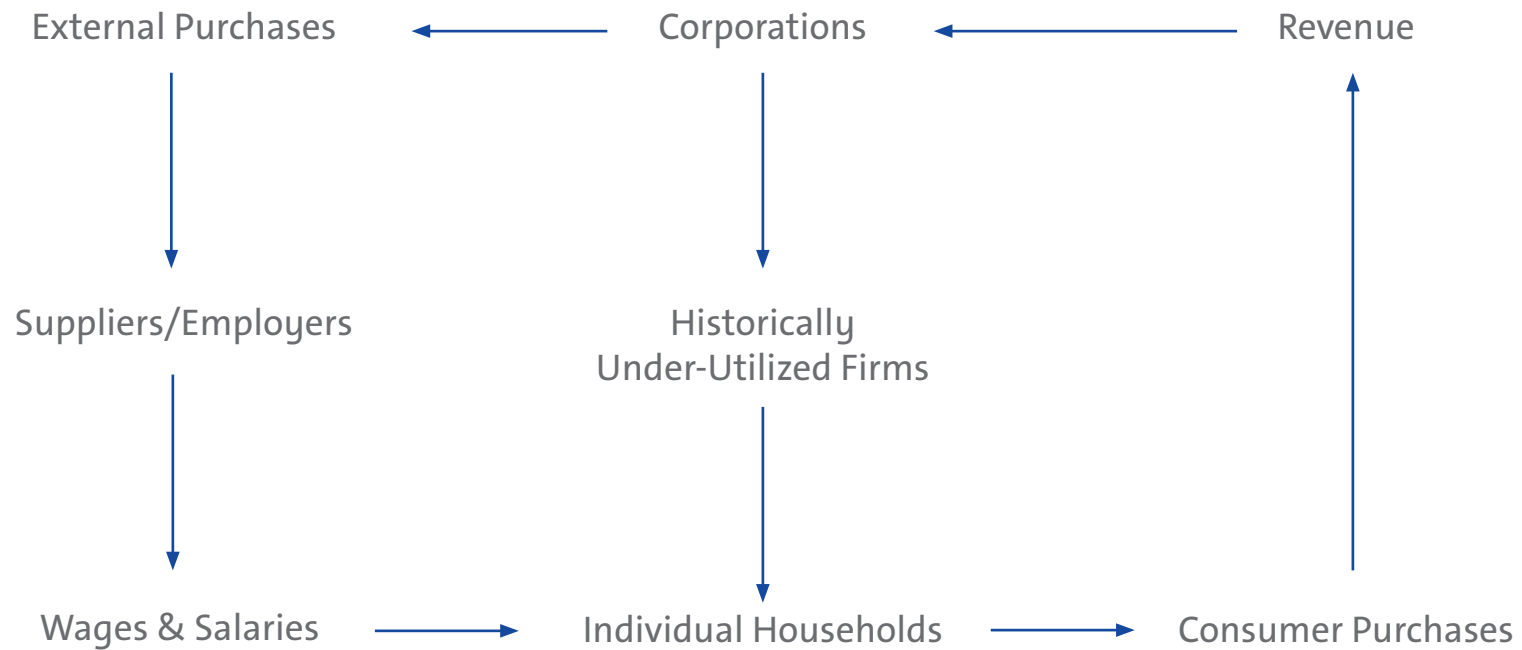 External Purchases
Corporations
Revenue
Suppliers/Employers
Historically
Under-Utilized Firms
Wages & Salaries
Individual Households
Consumer Purchases